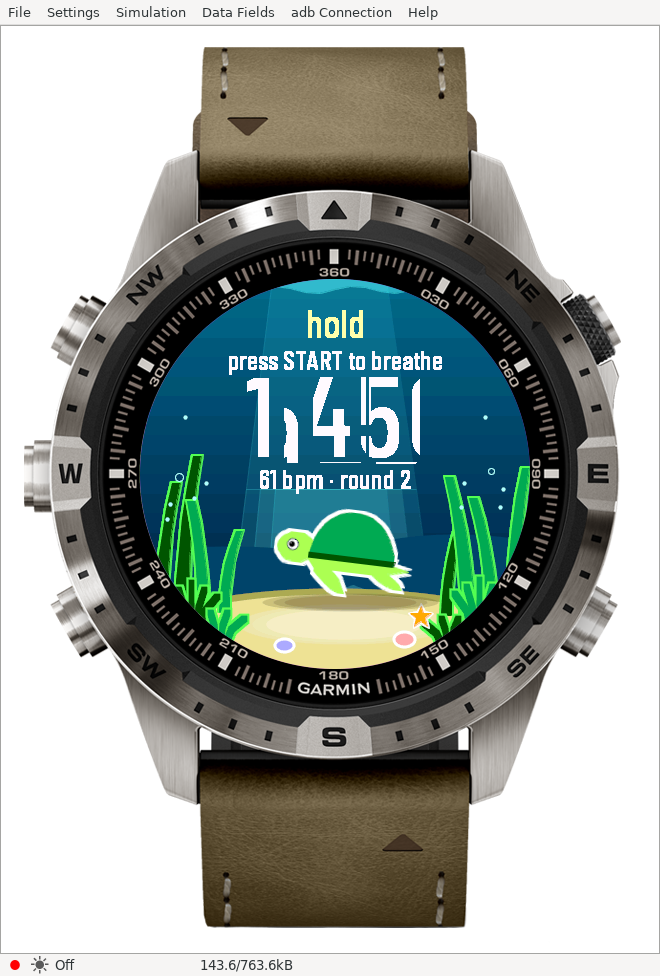 File Settings Simulation Data Fields adb Connection Help
360
330 030
NW NE
300 060
hold
press START to breathe
61 bpm · round 2
W 270 090 E
240 120
210 150
180
GARMIN
SW SE
S
Off 143.6/763.6kB